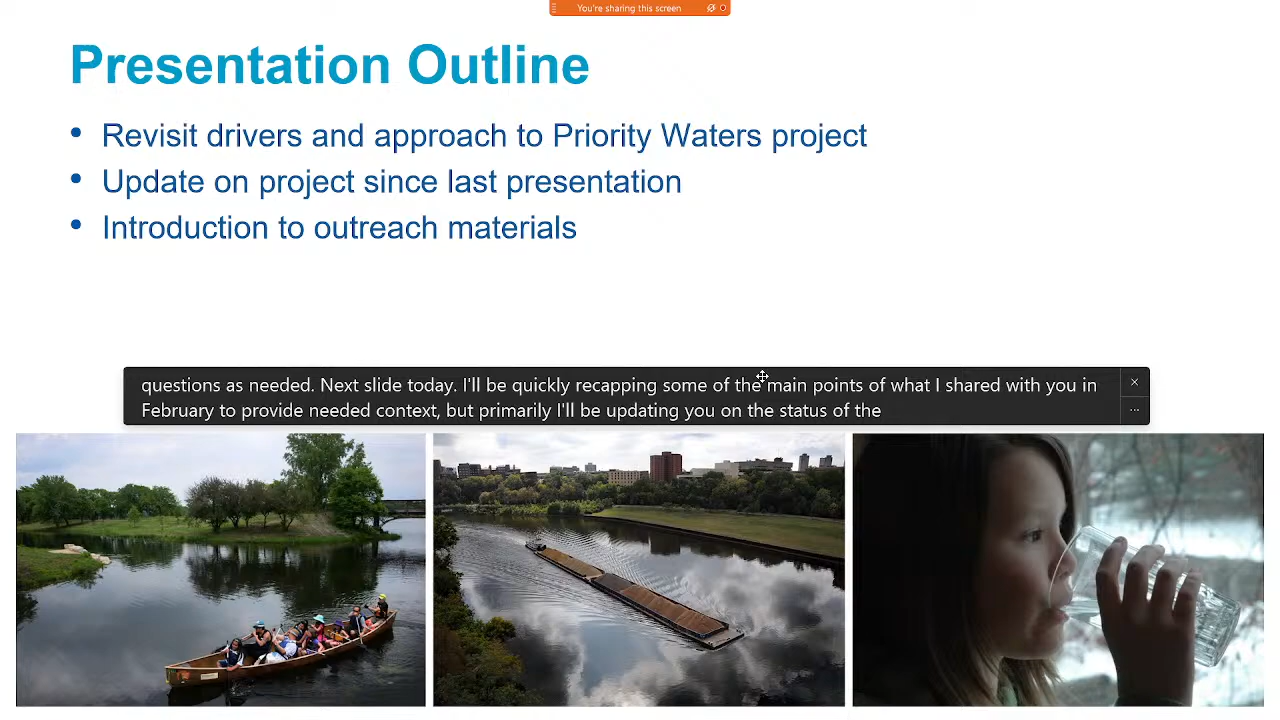 You're sharing this screen
Presentation Outline
• Revisit drivers and approach to Priority Waters project
• Update on project since last presentation
• Introduction to outreach materials
questions as needed. Next slide today. I'll be quickly recapping some of the main points of what I shared with you in
February to provide needed context, but primarily I'll be updating you on the status of the